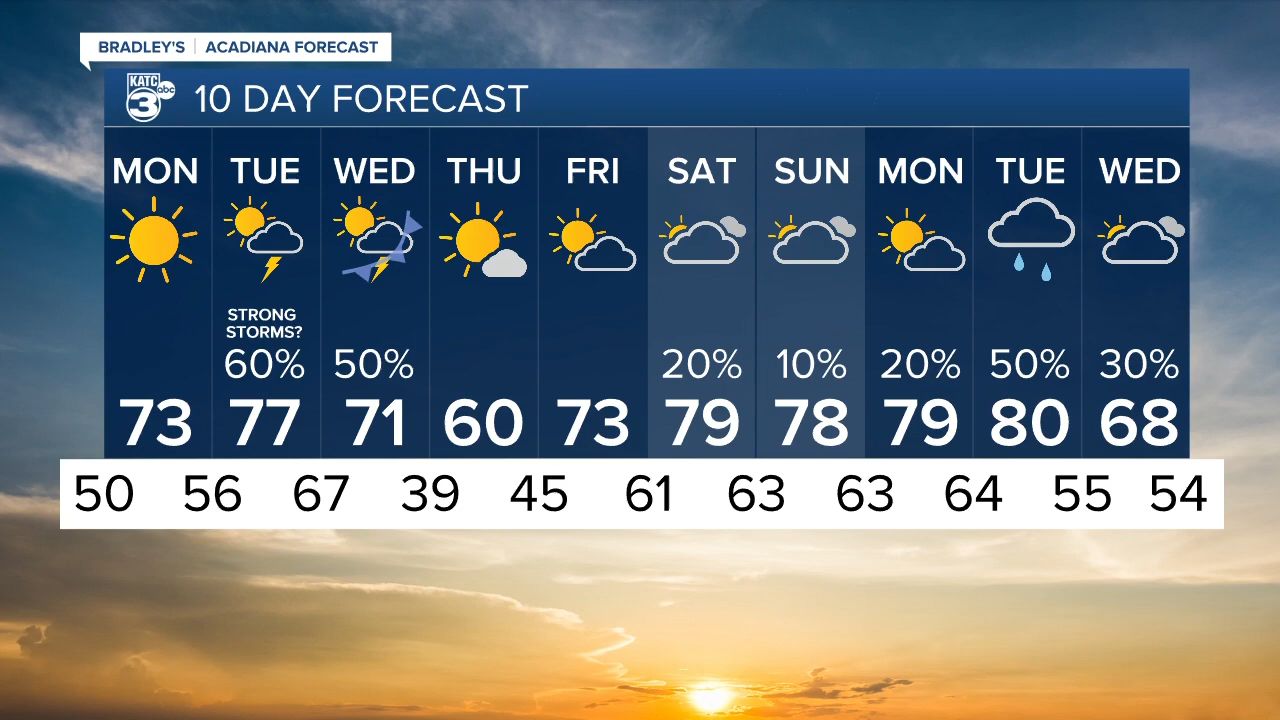 BRADLEY'S | ACADIANA FORECAST
KATC 3 abc
10 DAY FORECAST
MON TUE WED THU FRI SAT SUN MON TUE WED
STRONG
STORMS?
60% 50% 20% 10% 20% 50% 30%
73 77 71 60 73 79 78 79 80 68
50 56 67 39 45 61 63 63 64 55 54